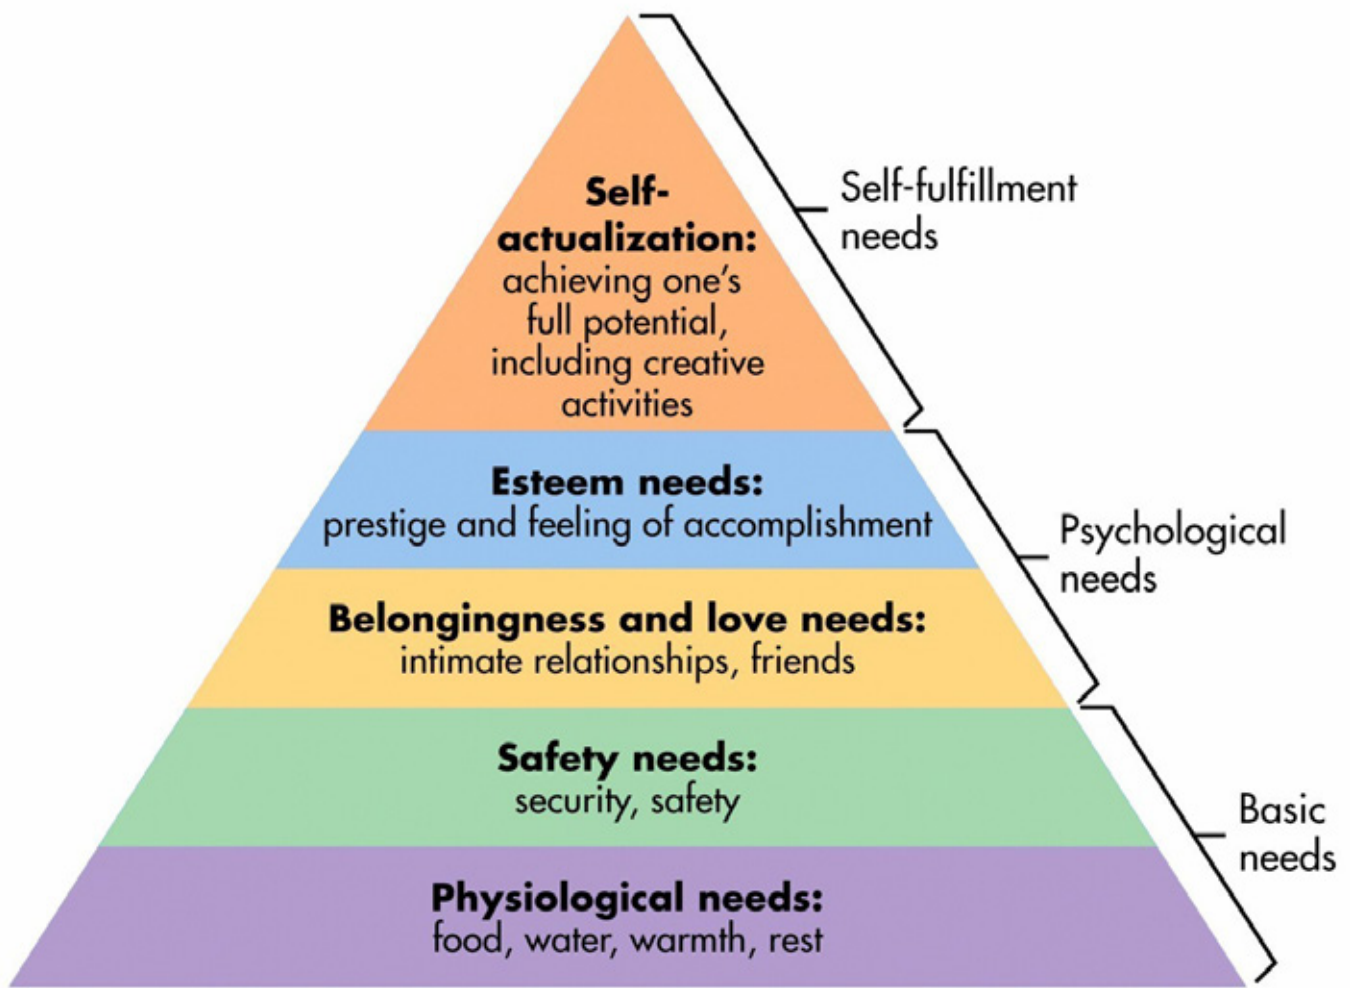 Self-
actualization:
achieving one's
full potential,
including creative
activities
Self-fulfillment
needs
Esteem needs:
prestige and feeling of accomplishment
Psychological
needs
Belongingness and love needs:
intimate relationships, friends
Safety needs:
security, safety
Basic
needs
Physiological needs:
food, water, warmth, rest